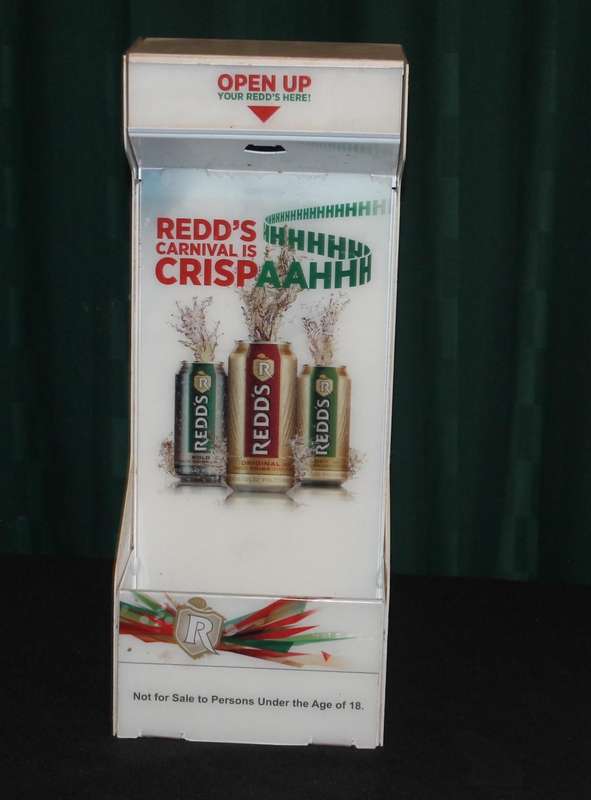 OPEN UP
YOUR REDD'S HERE!
REDD'S
CARNIVAL IS
CRISPAAHHH
HHHHHHHHHHHHHHHHH
R
REDD'S
R
REDD'S
ORIGINAL
R
REDD'S
R
Not for Sale to Persons Under the Age of 18.